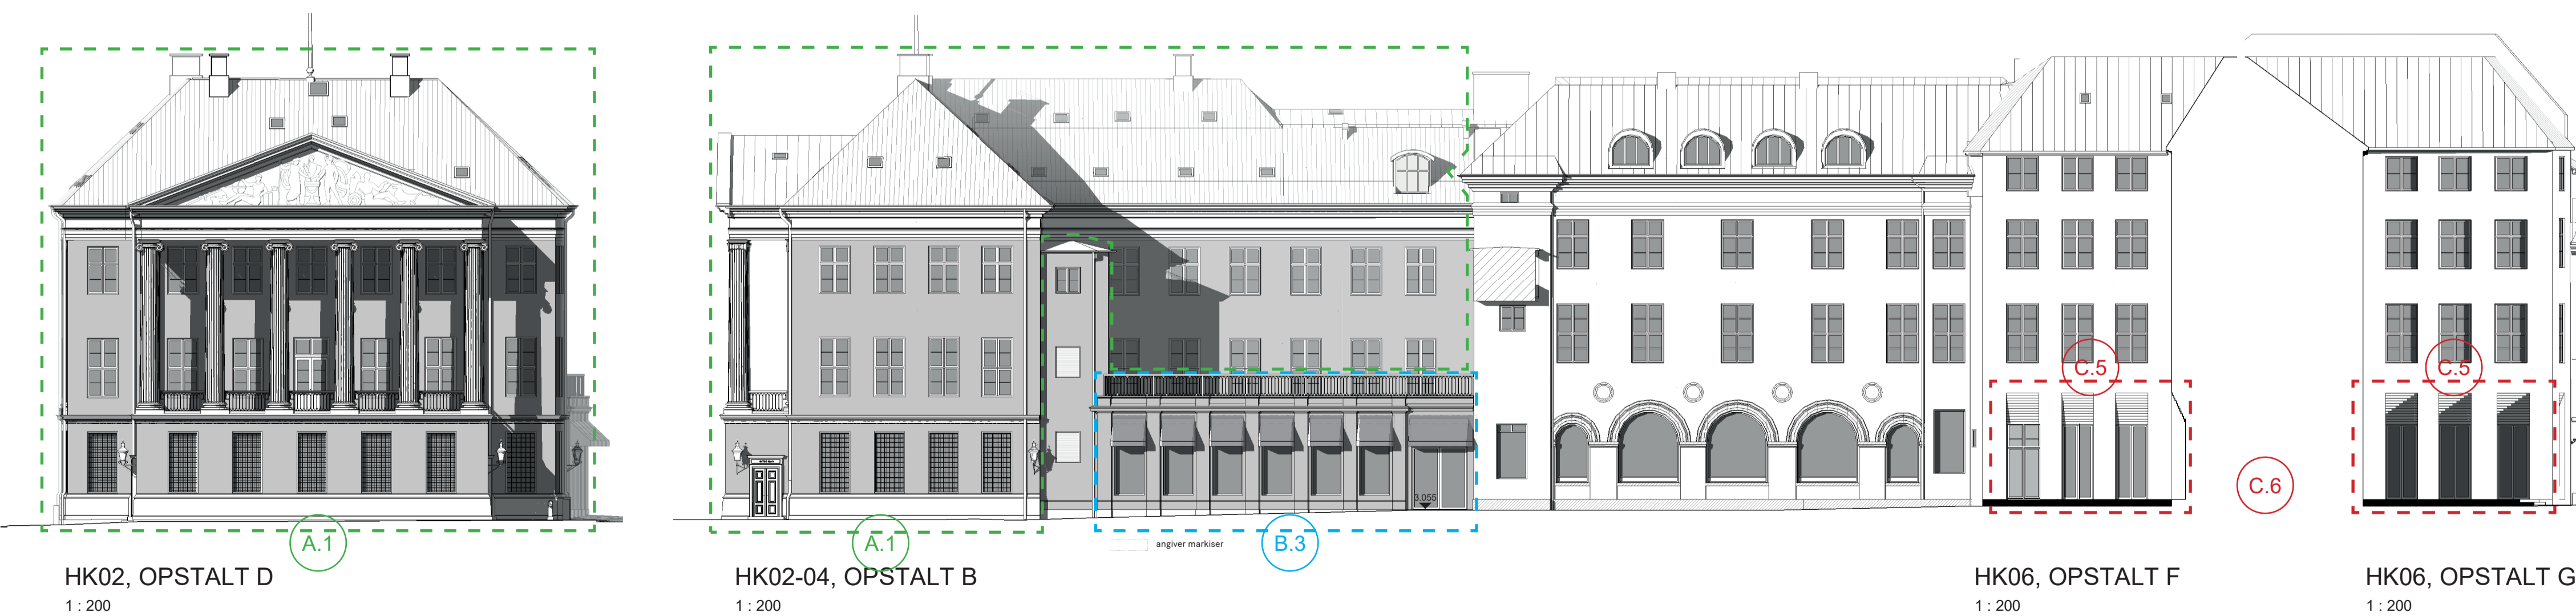 C.5
C.5
C.6
3.055
A.1
A.1
angiver markiser
B.3
HK02, OPSTALT D
1 : 200
HK02-04, OPSTALT B
1 : 200
HK06, OPSTALT F
1 : 200
HK06, OPSTALT G
1 : 200